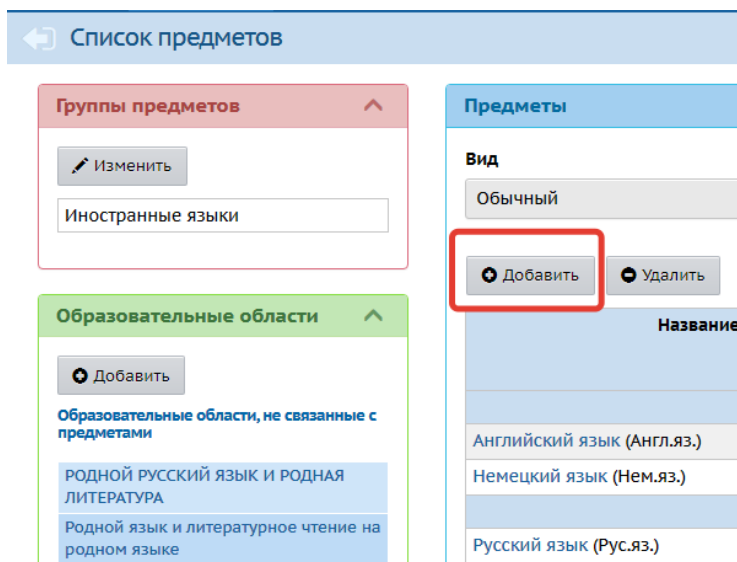 Список предметов
Группы предметов
Изменить
Иностранные языки
Образовательные области
Добавить
Образовательные области, не связанные с
предметами
РОДНОЙ РУССКИЙ ЯЗЫК И РОДНАЯ
ЛИТЕРАТУРА
Родной язык и литературное чтение на
родном языке
Предметы
Вид
Обычный
Добавить
Удалить
Название
Английский язык (Англ.яз.)
Немецкий язык (Нем.яз.)
Русский язык (Рус.яз.)